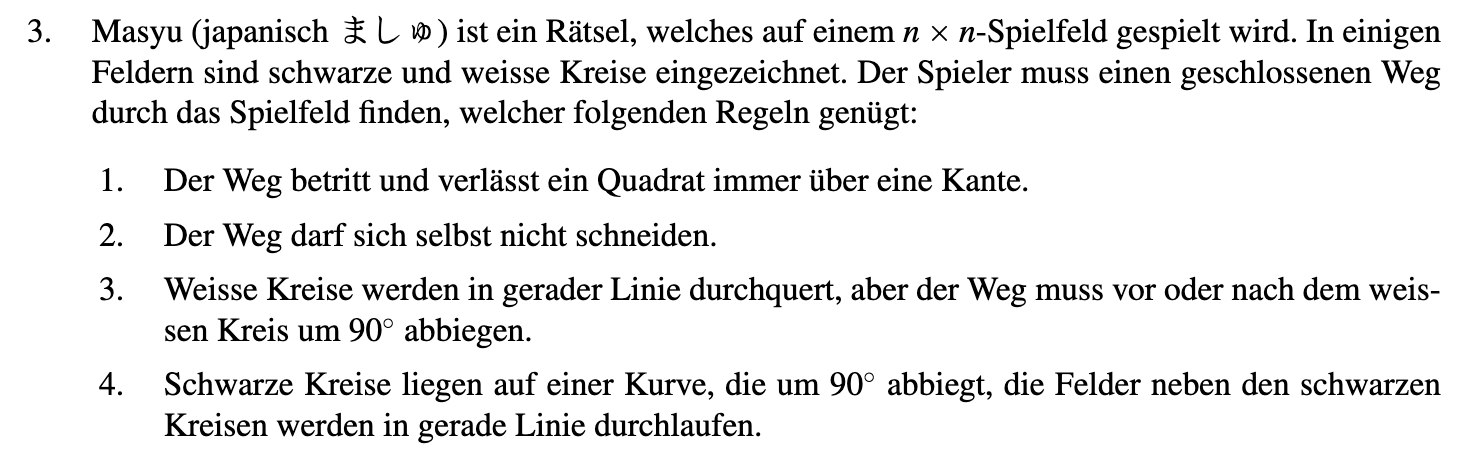 3. Masyu (japanisch ましゅ) ist ein Rätsel, welches auf einem n × n-Spielfeld gespielt wird. In einigen
Feldern sind schwarze und weisse Kreise eingezeichnet. Der Spieler muss einen geschlossenen Weg
durch das Spielfeld finden, welcher folgenden Regeln genügt:
1. Der Weg betritt und verlässt ein Quadrat immer über eine Kante.
2. Der Weg darf sich selbst nicht schneiden.
3. Weisse Kreise werden in gerader Linie durchquert, aber der Weg muss vor oder nach dem weis-
sen Kreis um 90° abbiegen.
4. Schwarze Kreise liegen auf einer Kurve, die um 90° abbiegt, die Felder neben den schwarzen
Kreisen werden in gerade Linie durchlaufen.